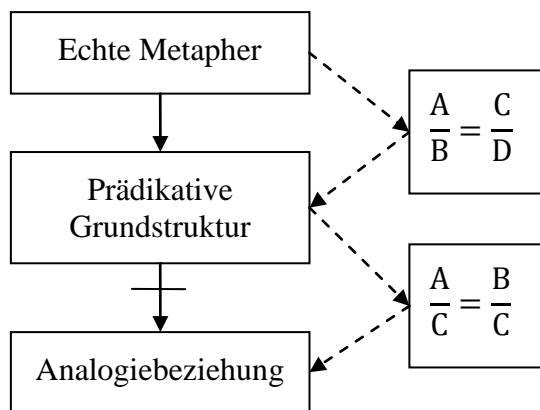 Echte Metapher
A/B = C/D
Prädikative
Grundstruktur
A/C = B/C
Analogiebeziehung